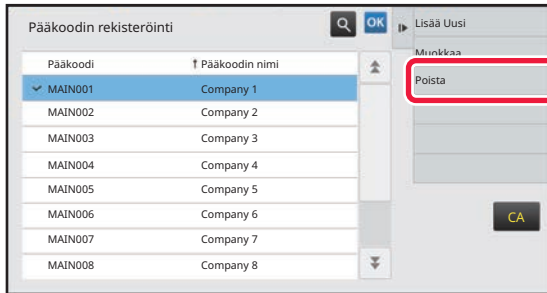 Pääkoodin rekisteröinti OK
Pääkoodi Pääkoodin nimi
MAIN001 Company 1
MAIN002 Company 2
MAIN003 Company 3
MAIN004 Company 4
MAIN005 Company 5
MAIN006 Company 6
MAIN007 Company 7
MAIN008 Company 8
Lisää Uusi
Muokkaa
Poista
CA